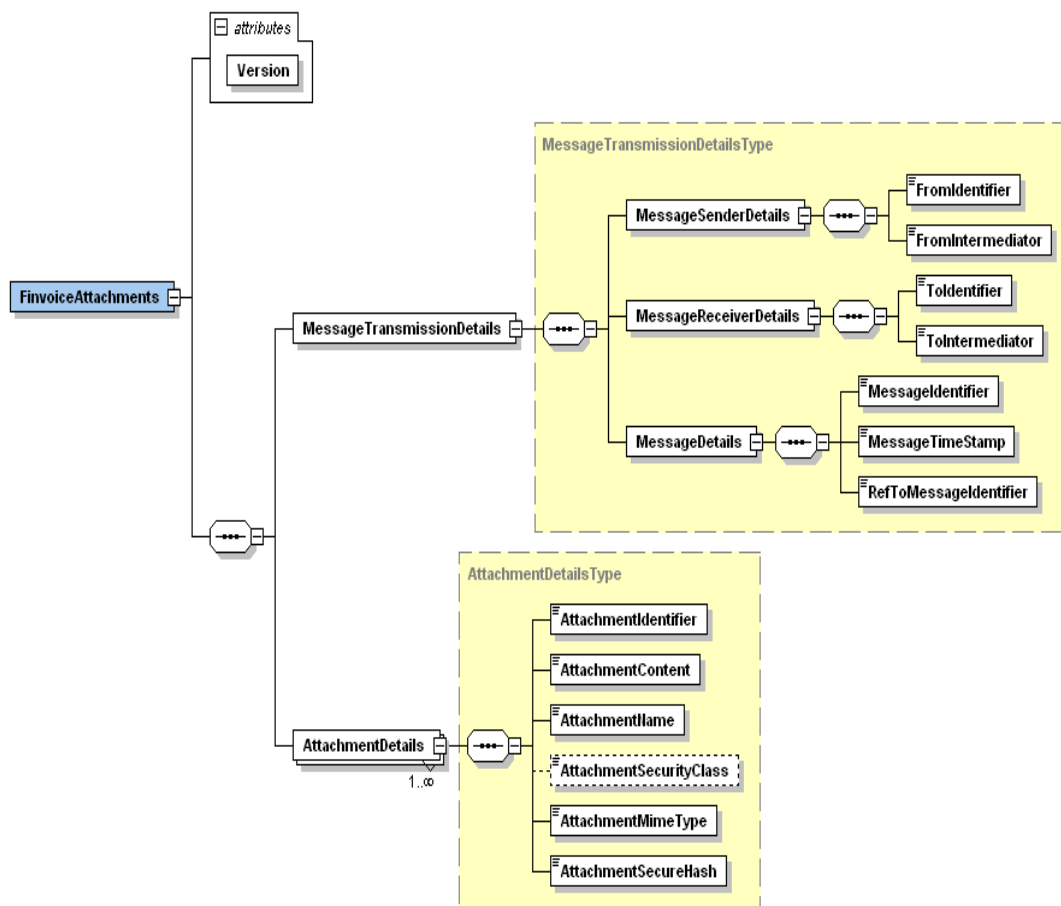 attributes
Version
MessageTransmissionDetailsType
FromIdentifier
MessageSenderDetails
FromIntermediator
FinvoiceAttachments
ToIdentifier
MessageTransmissionDetails
MessageReceiverDetails
ToIntermediator
MessageIdentifier
MessageDetails
MessageTimeStamp
RefToMessageIdentifier
AttachmentDetailsType
AttachmentIdentifier
AttachmentContent
AttachmentName
AttachmentDetails
1..∞
AttachmentSecurityClass
AttachmentMimeType
AttachmentSecureHash